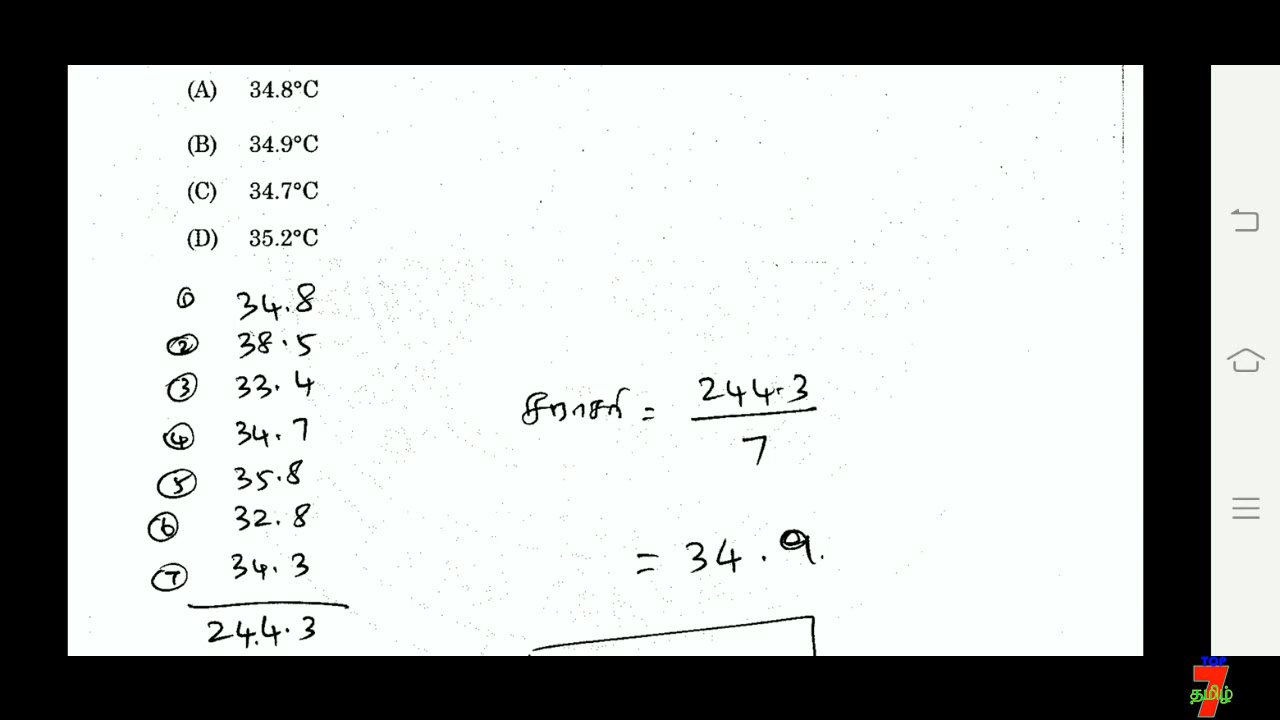 (A) 34.8°C
(B) 34.9°C
(C) 34.7°C
(D) 35.2°C
① 34.8
② 38.5
③ 33.4
④ 34.7
⑤ 35.8
⑥ 32.8
⑦ 34.3
244.3
சராசரி = 244.3
7
= 34.9.
TOP
7
தமிழ்